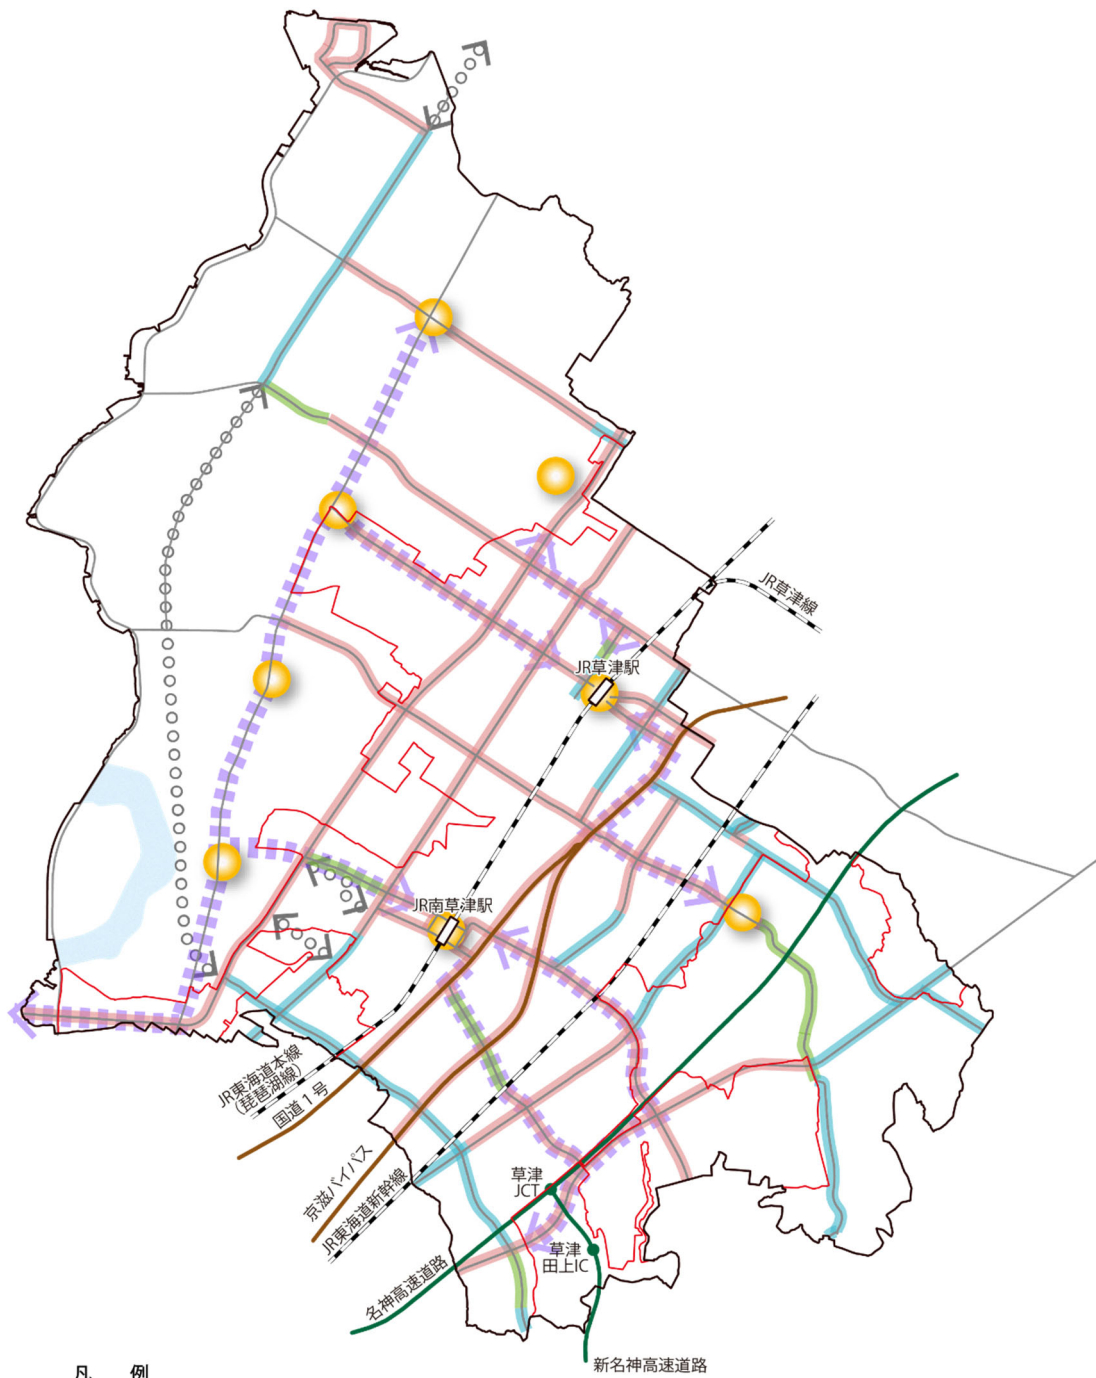 JR草津線
JR草津駅
JR南草津駅
JR東海道本線
(琵琶湖線)
国道1号
京滋バイパス
JR東海道新幹線
草津
JCT
草津
田上IC
名神高速道路
新名神高速道路
凡 例